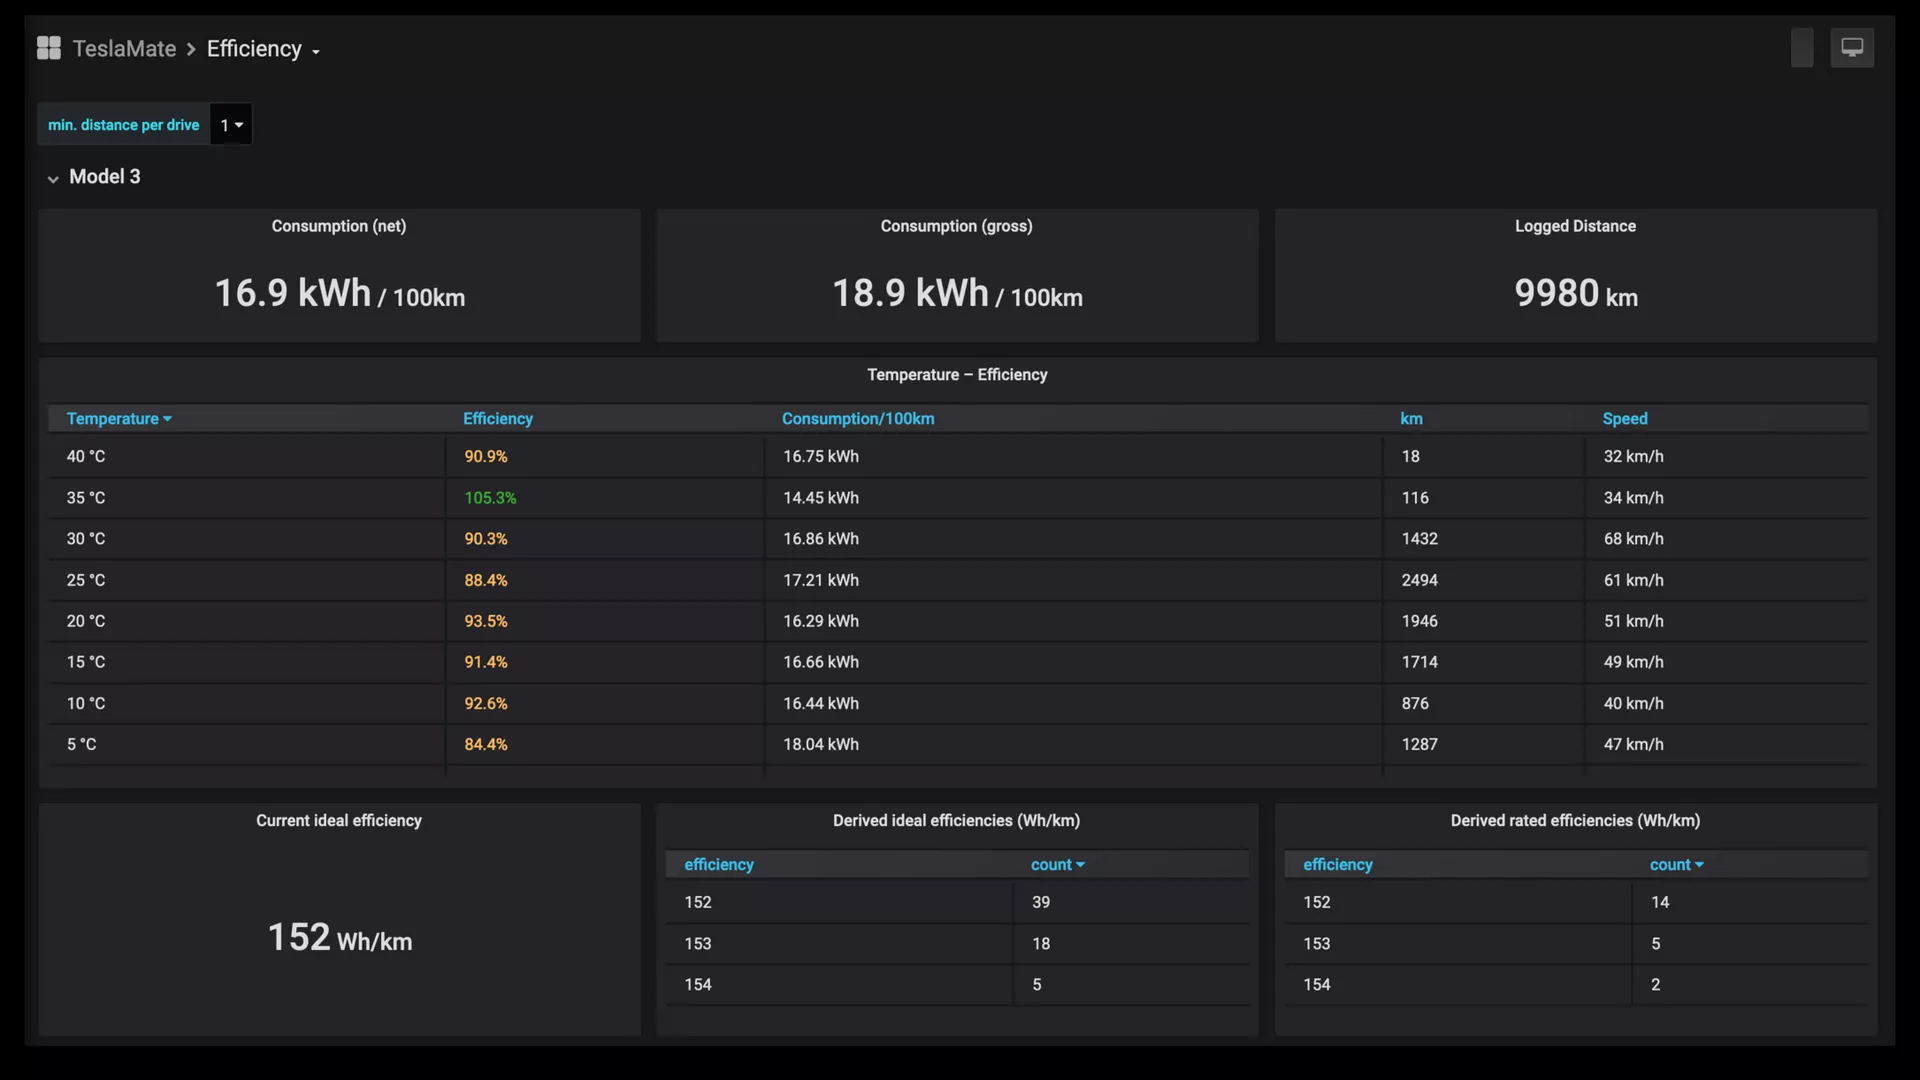 TeslaMate > Efficiency
min. distance per drive 1
Model 3
Consumption (net)
16.9 kWh / 100km
Consumption (gross)
18.9 kWh / 100km
Logged Distance
9980 km
Temperature – Efficiency
Temperature Efficiency Consumption/100km km Speed
40 °C 90.9% 16.75 kWh 18 32 km/h
35 °C 105.3% 14.45 kWh 116 34 km/h
30 °C 90.3% 16.86 kWh 1432 68 km/h
25 °C 88.4% 17.21 kWh 2494 61 km/h
20 °C 93.5% 16.29 kWh 1946 51 km/h
15 °C 91.4% 16.66 kWh 1714 49 km/h
10 °C 92.6% 16.44 kWh 876 40 km/h
5 °C 84.4% 18.04 kWh 1287 47 km/h
Current ideal efficiency
152 Wh/km
Derived ideal efficiencies (Wh/km)
efficiency count
152 39
153 18
154 5
Derived rated efficiencies (Wh/km)
efficiency count
152 14
153 5
154 2